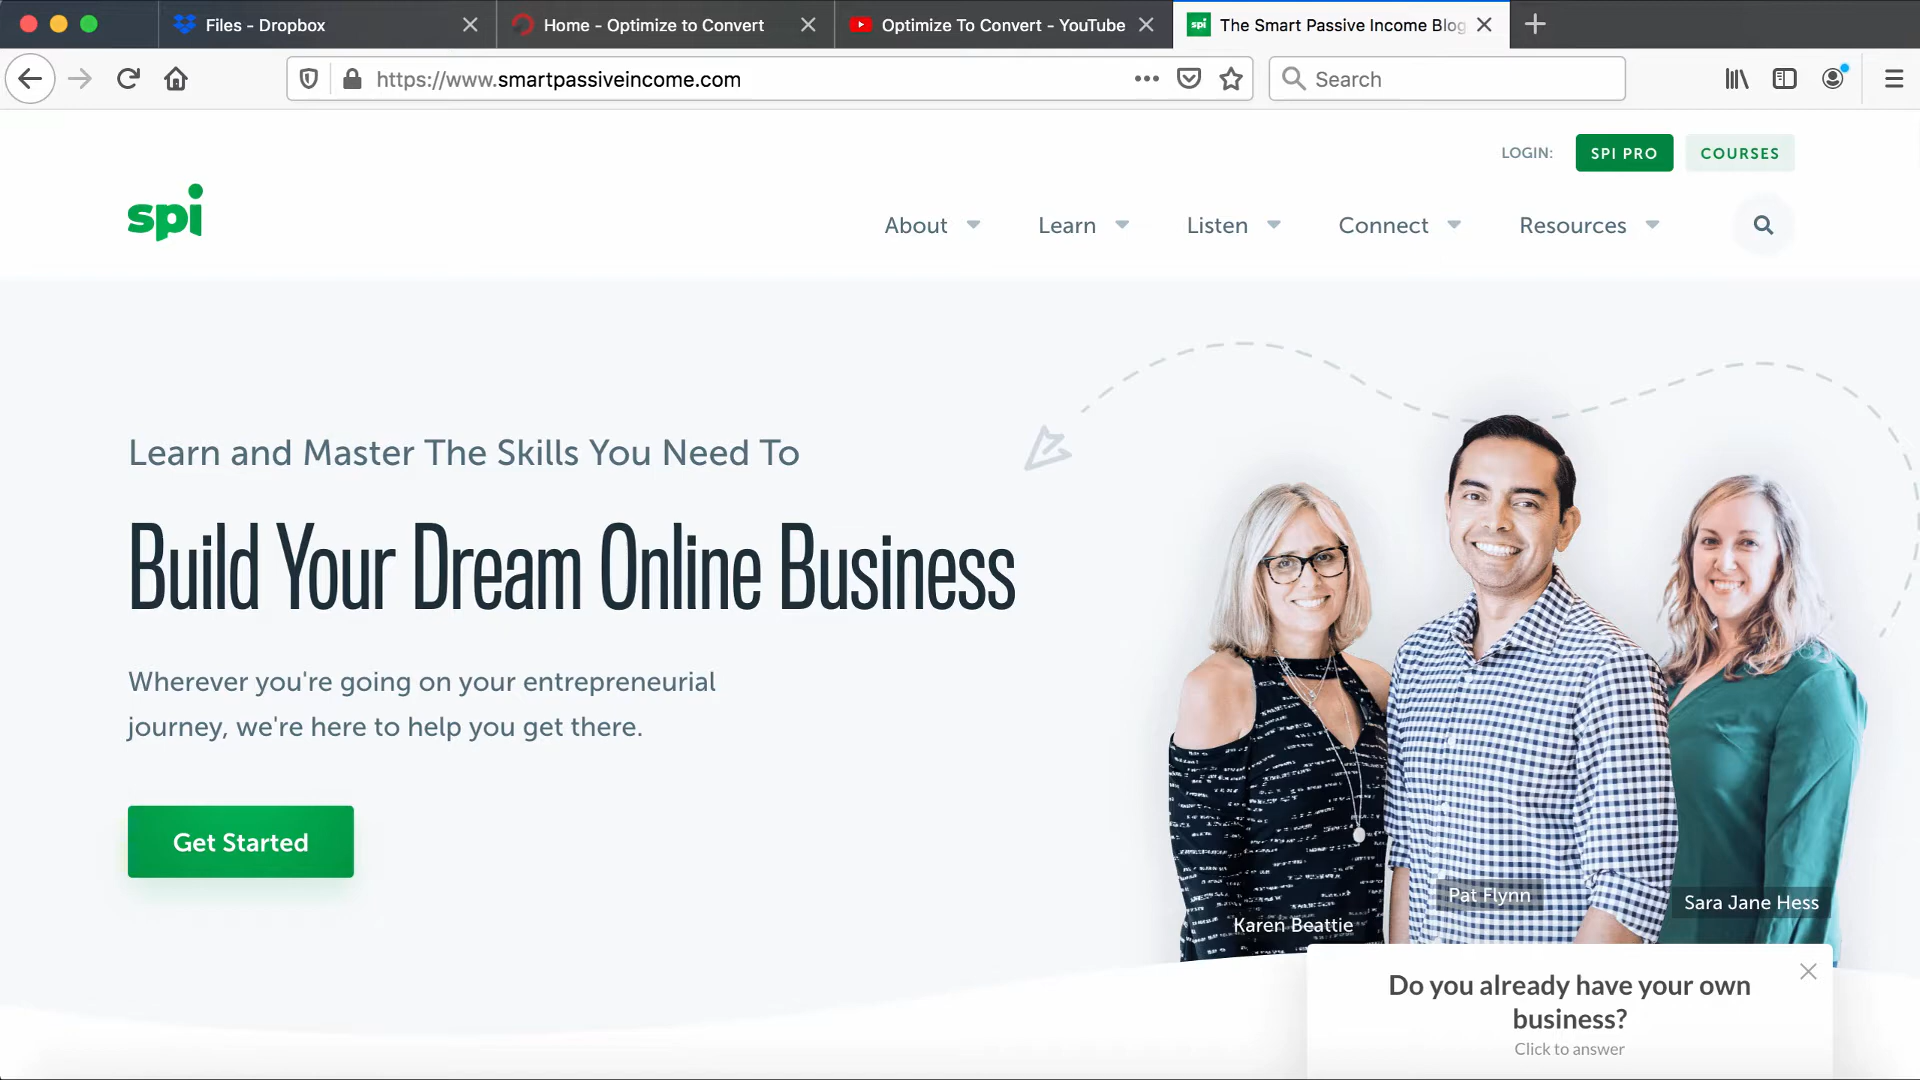 Files - Dropbox
Home - Optimize to Convert
Optimize To Convert - YouTube
spi
The Smart Passive Income Blog
https://www.smartpassiveincome.com
Search
LOGIN:
SPI PRO
COURSES
spi
About
Learn
Listen
Connect
Resources
Learn and Master The Skills You Need To
Build Your Dream Online Business
Wherever you're going on your entrepreneurial
journey, we're here to help you get there.
Get Started
Pat Flynn
Sara Jane Hess
Karen Beattie
Do you already have your own
business?
Click to answer